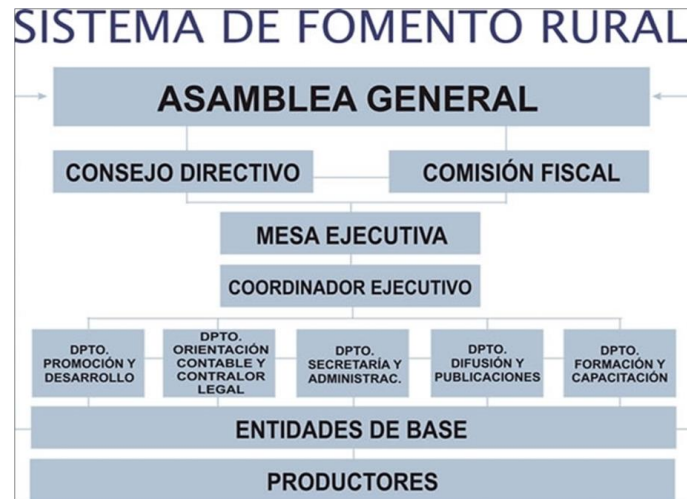 SISTEMA DE FOMENTO RURAL
ASAMBLEA GENERAL
CONSEJO DIRECTIVO
COMISIÓN FISCAL
MESA EJECUTIVA
COORDINADOR EJECUTIVO
DPTO.
PROMOCIÓN Y
DESARROLLO
DPTO.
ORIENTACIÓN
CONTABLE Y
CONTRALOR
LEGAL
DPTO.
SECRETARÍA Y
ADMINISTRAC.
DPTO.
DIFUSIÓN Y
PUBLICACIONES
DPTO.
FORMACIÓN Y
CAPACITACIÓN
ENTIDADES DE BASE
PRODUCTORES